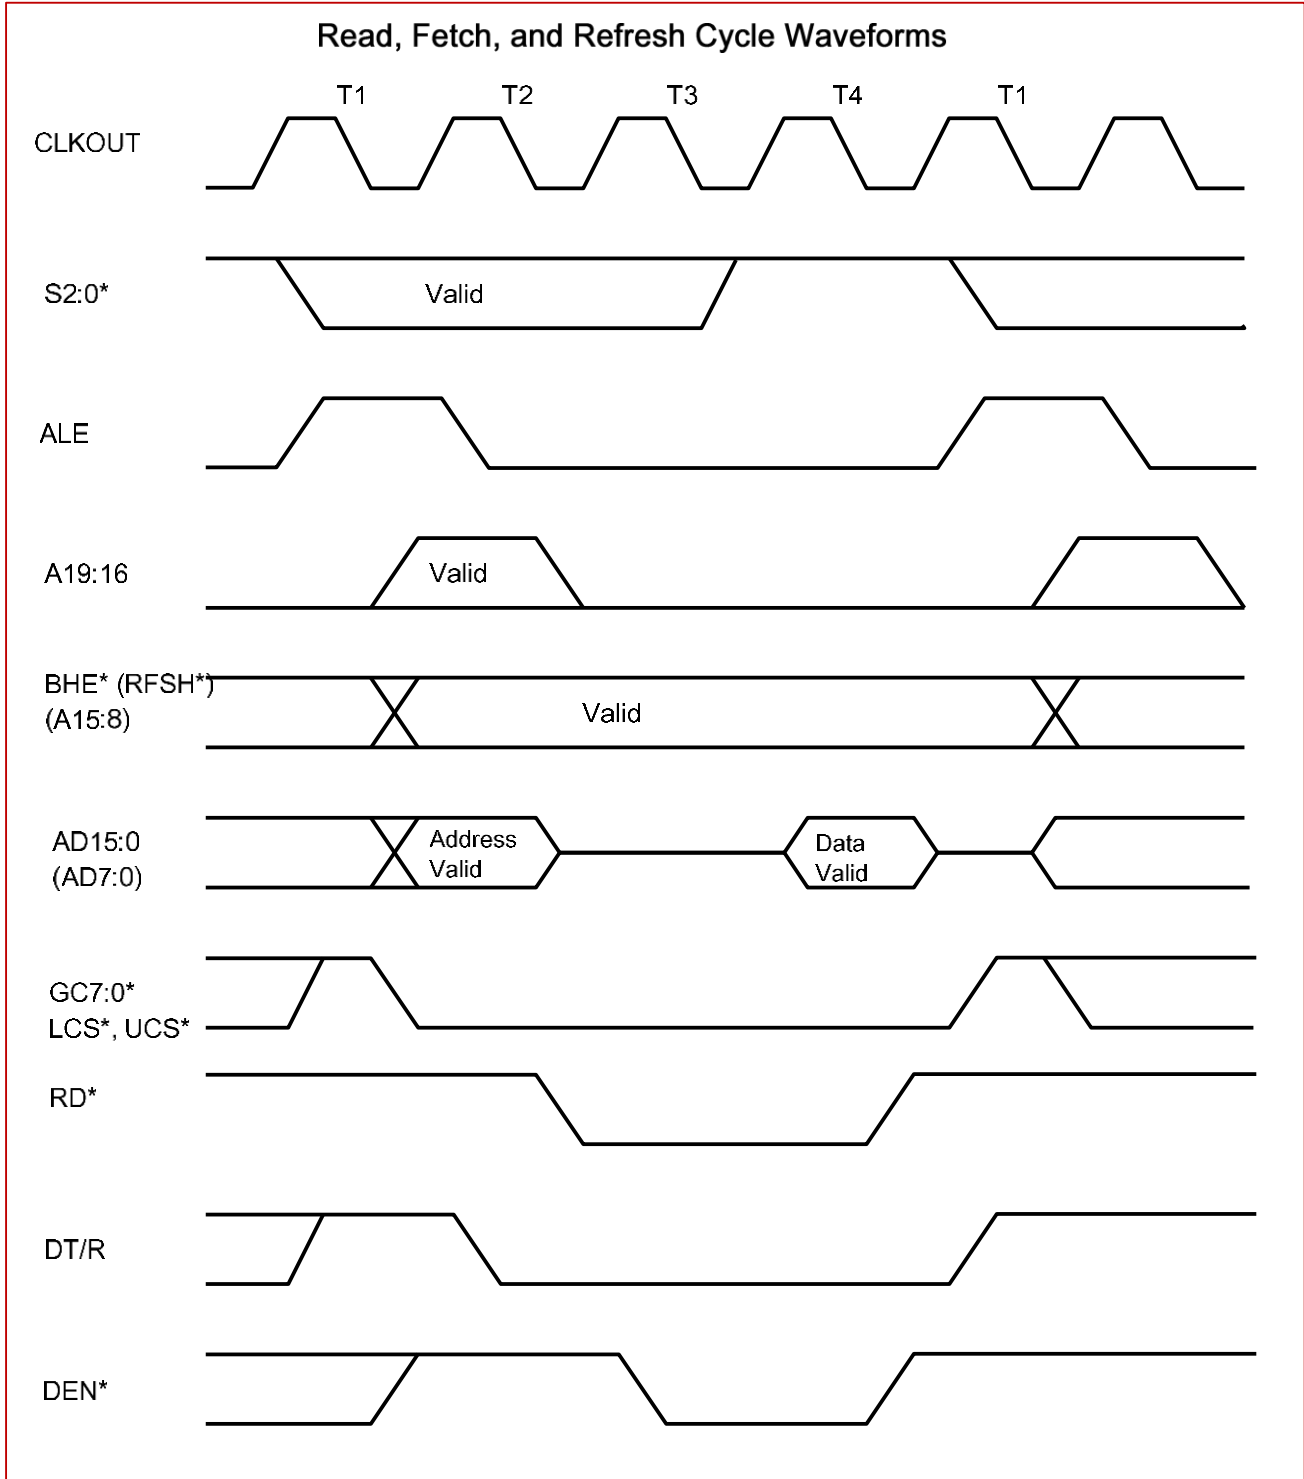 Read, Fetch, and Refresh Cycle Waveforms
T1 T2 T3 T4 T1
CLKOUT
S2:0*
Valid
ALE
A19:16
Valid
BHE* (RFSH*)
(A15:8)
Valid
AD15:0
(AD7:0)
Address
Valid
Data
Valid
GC7:0*
LCS*, UCS*
RD*
DT/R
DEN*